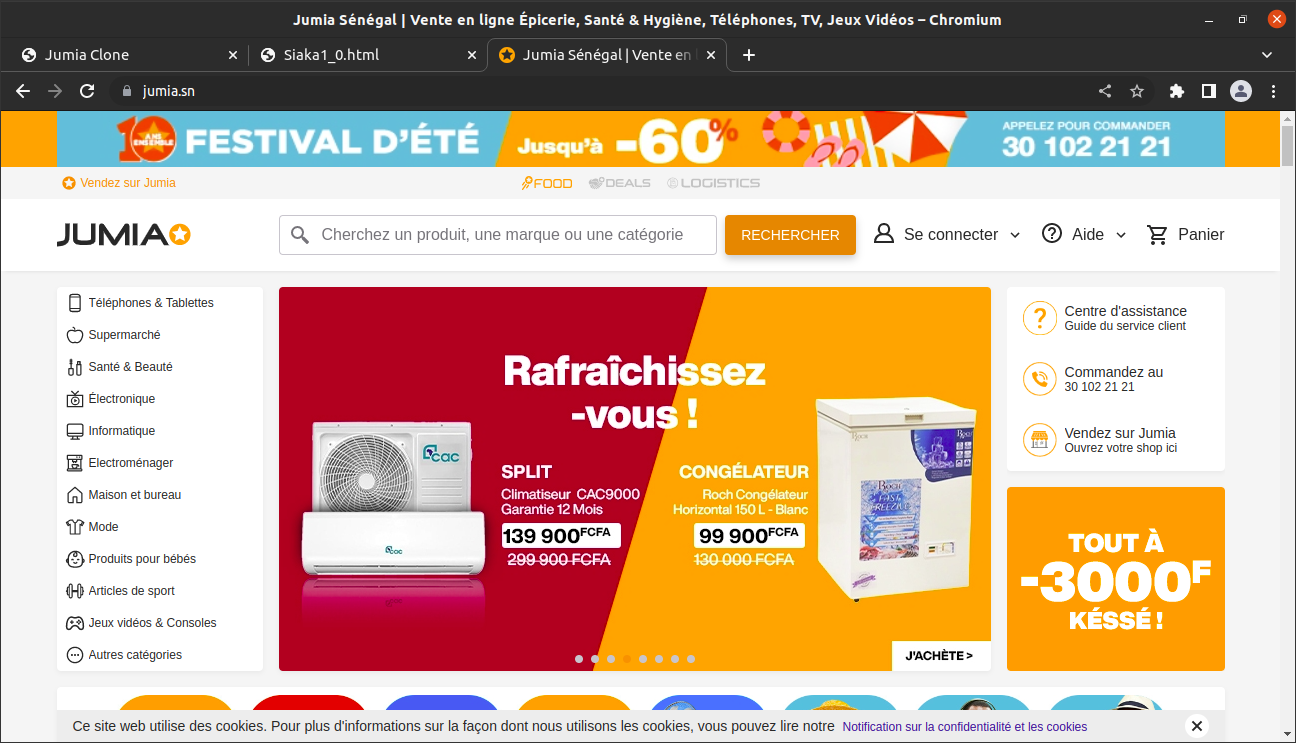 Jumia Sénégal | Vente en ligne Épicerie, Santé & Hygiène, Téléphones, TV, Jeux Vidéos – Chromium
Jumia Clone
Siaka1_0.html
Jumia Sénégal | Vente en
jumia.sn
10 ANS ENSEMBLE
FESTIVAL D'ÉTÉ
Jusqu'à -60%
APPELEZ POUR COMMANDER
30 102 21 21
Vendez sur Jumia
FOOD
DEALS
LOGISTICS
JUMIA
Cherchez un produit, une marque ou une catégorie
RECHERCHER
Se connecter
Aide
Panier
Téléphones & Tablettes
Supermarché
Santé & Beauté
Électronique
Informatique
Electroménager
Maison et bureau
Mode
Produits pour bébés
Articles de sport
Jeux vidéos & Consoles
Autres catégories
Rafraîchissez
-vous !
cac
cac
SPLIT
Climatiseur CAC9000
Garantie 12 Mois
139 900FCFA
299 900 FCFA
CONGÉLATEUR
Roch Congélateur
Horizontal 150 L - Blanc
99 900FCFA
130 000 FCFA
ROCH
FAST
FREEZING
J'ACHÈTE >
Centre d'assistance
Guide du service client
Commandez au
30 102 21 21
Vendez sur Jumia
Ouvrez votre shop ici
TOUT À
-3000F
KÉSSÉ !
Ce site web utilise des cookies. Pour plus d'informations sur la façon dont nous utilisons les cookies, vous pouvez lire notre Notification sur la confidentialité et les cookies